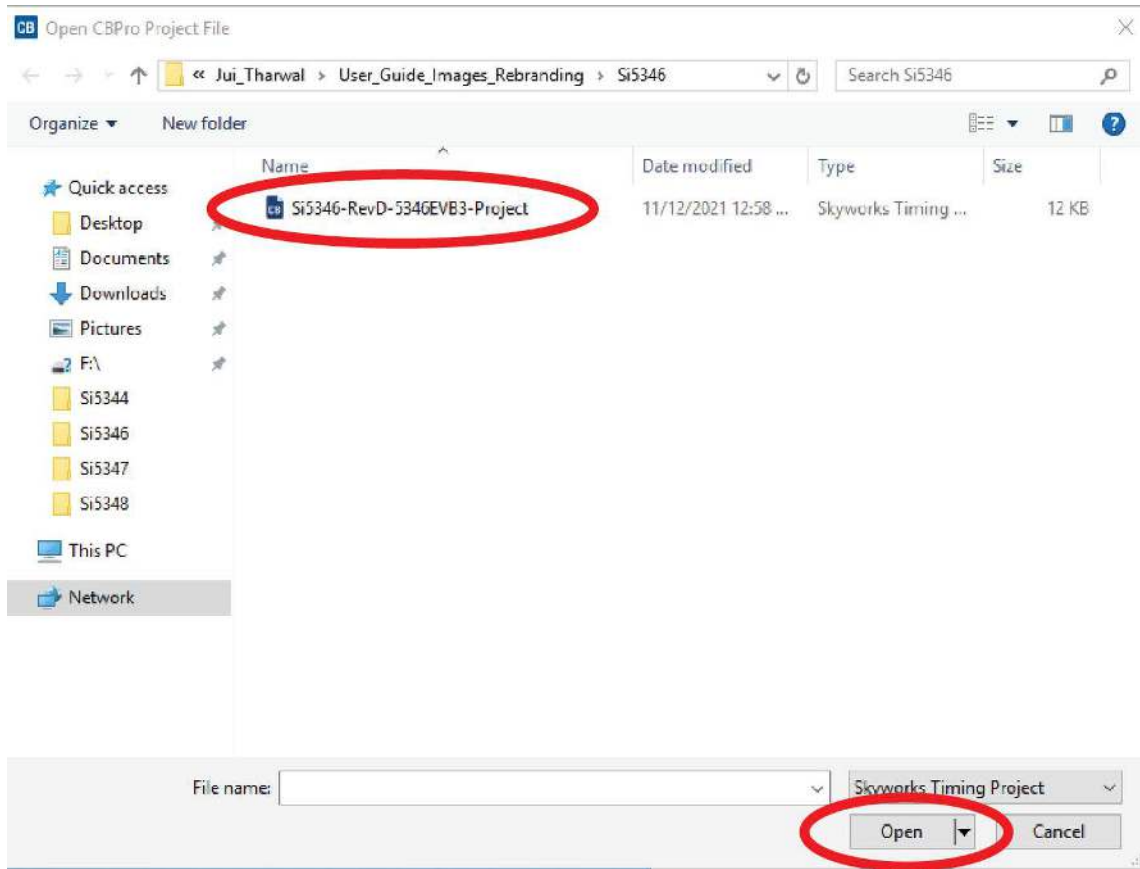 CB Open CBPro Project File
« Jui_Tharwal > User_Guide_Images_Rebranding > Si5346
Search Si5346
Organize New folder
?
Name Date modified Type Size
CB Si5346-RevD-5346EVB3-Project 11/12/2021 12:58 ... Skyworks Timing ... 12 KB
Quick access
Desktop
Documents
Downloads
Pictures
F:\
Si5344
Si5346
Si5347
Si5348
This PC
Network
File name: Skyworks Timing Project
Open Cancel